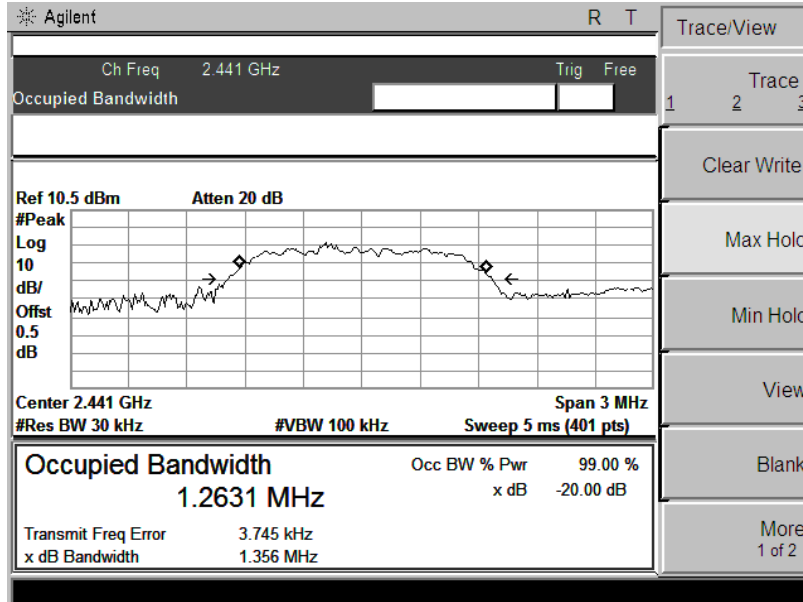 Agilent R T
Trace/View
Ch Freq 2.441 GHz Trig Free
Occupied Bandwidth
Trace
1 2 3
Clear Write
Max Hold
Min Hold
View
Blank
More
1 of 2
Ref 10.5 dBm Atten 20 dB
#Peak
Log
10
dB/
Offst
0.5
dB
Center 2.441 GHz Span 3 MHz
#Res BW 30 kHz #VBW 100 kHz Sweep 5 ms (401 pts)
Occupied Bandwidth Occ BW % Pwr 99.00 %
1.2631 MHz x dB -20.00 dB
Transmit Freq Error 3.745 kHz
x dB Bandwidth 1.356 MHz